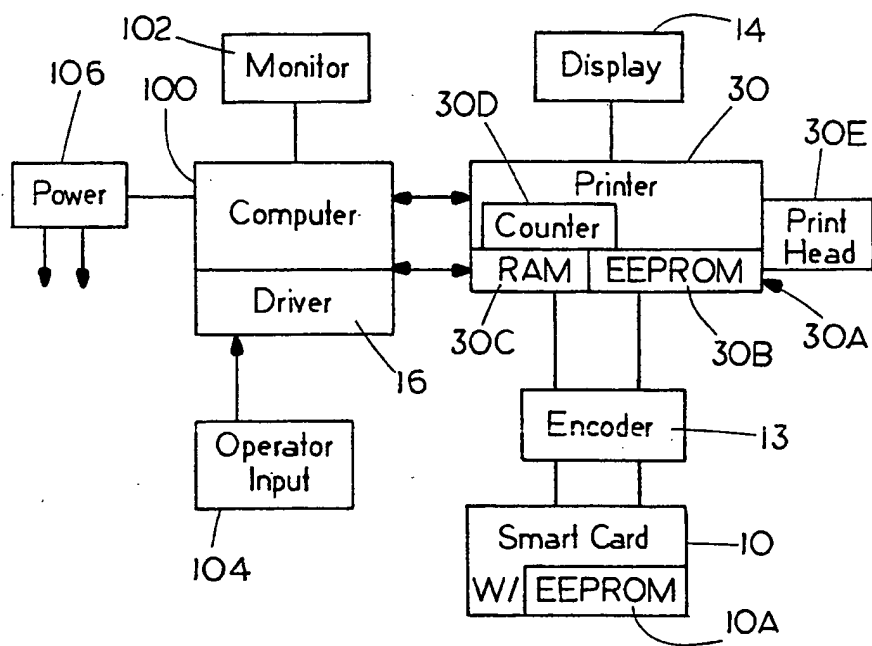 102
Monitor
14
Display
106
100
30D
30
30E
Power
Computer
Printer
Counter
Print
Head
RAM
EEPROM
Driver
30C
30B
30A
16
Operator
Input
Encoder
13
104
Smart Card
10
W/ EEPROM
10A